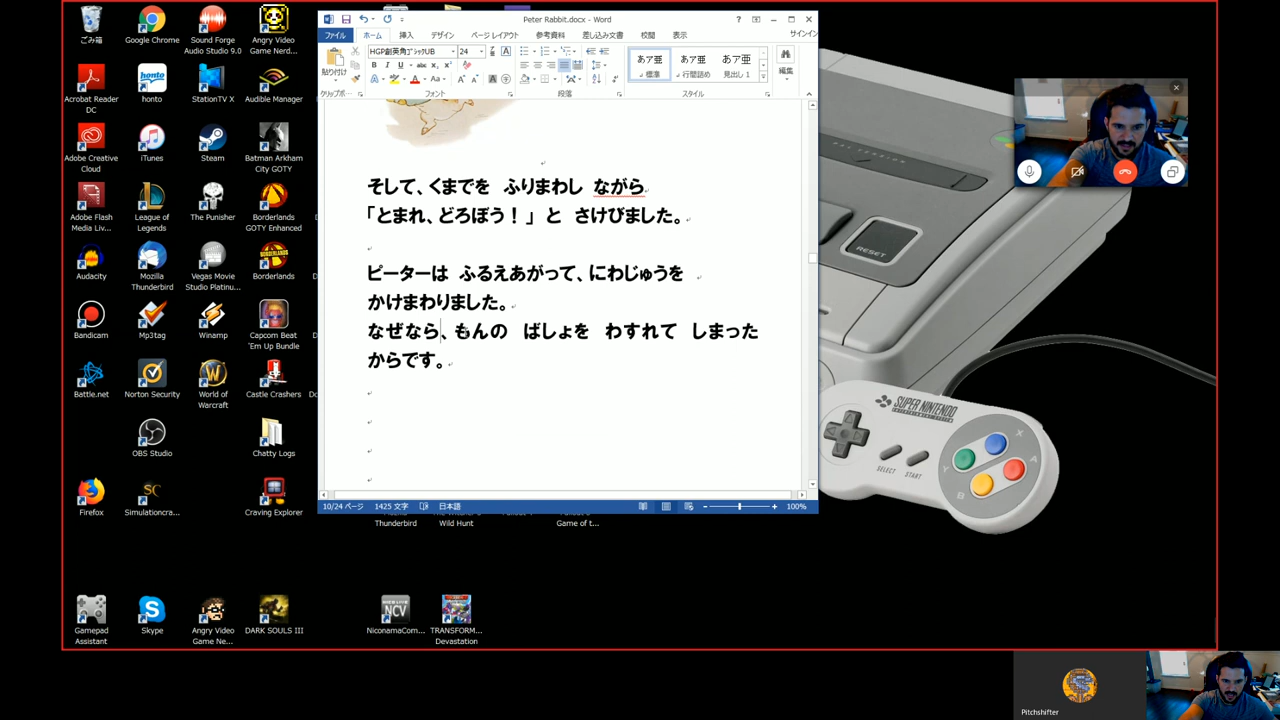 ごみ箱
Google Chrome
Sound Forge
Audio Studio 9.0
Angry Video
Game Nerd...
Acrobat Reader
DC
honto
StationTV X
Audible Manager
Adobe Creative
Cloud
iTunes
Steam
Batman Arkham
City GOTY
Adobe Flash
Media Liv...
League of
Legends
The Punisher
Borderlands
GOTY Enhanced
Audacity
Mozilla
Thunderbird
Vegas Movie
Studio Platinu...
Borderlands
Bandicam
Mp3tag
Winamp
Capcom Beat
'Em Up Bundle
Battle.net
Norton Security
World of
Warcraft
Castle Crashers
OBS Studio
Chatty Logs
Firefox
Simulationcra...
Craving Explorer
Thunderbird
Wild Hunt
Game of t...
Gamepad
Assistant
Skype
Angry Video
Game Ne...
DARK SOULS III
NiconamaCom...
TRANSFORM...
Devastation
Peter Rabbit.docx - Word
ファイル
ホーム
挿入
デザイン
ページ レイアウト
参考資料
差し込み文書
校閲
表示
サインイン
貼り付け
HGP創英角ｺﾞｼｯｸUB
24
あア亜
標準
あア亜
行間詰め
あア亜
見出し 1
編集
クリップボ...
フォント
段落
スタイル
そして、くまでを ふりまわし ながら
「とまれ、どろぼう！」 と さけびました。
ピーターは ふるえあがって、にわじゅうを
かけまわりました。
なぜなら、もんの ばしょを わすれて しまった
からです。
10/24 ページ
1425 文字
日本語
100%
RESET
SUPER NINTENDO
ENTERTAINMENT SYSTEM
SELECT
START
X
Y
A
B
Pitchshifter